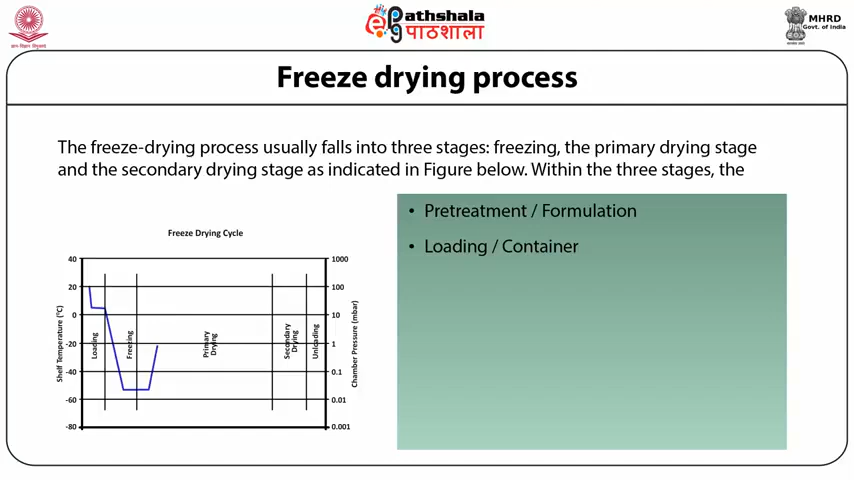 ePathshala
पाठशाला
MHRD
Govt. of India
Freeze drying process
The freeze-drying process usually falls into three stages: freezing, the primary drying stage
and the secondary drying stage as indicated in Figure below. Within the three stages, the
• Pretreatment / Formulation
• Loading / Container
Freeze Drying Cycle
40
20
0
-20
-40
-60
-80
Shelf Temperature (°C)
Loading
Freezing
Primary
Drying
Secondary
Drying
Unloading
1000
100
10
1
0.1
0.01
0.001
Chamber Pressure (mbar)